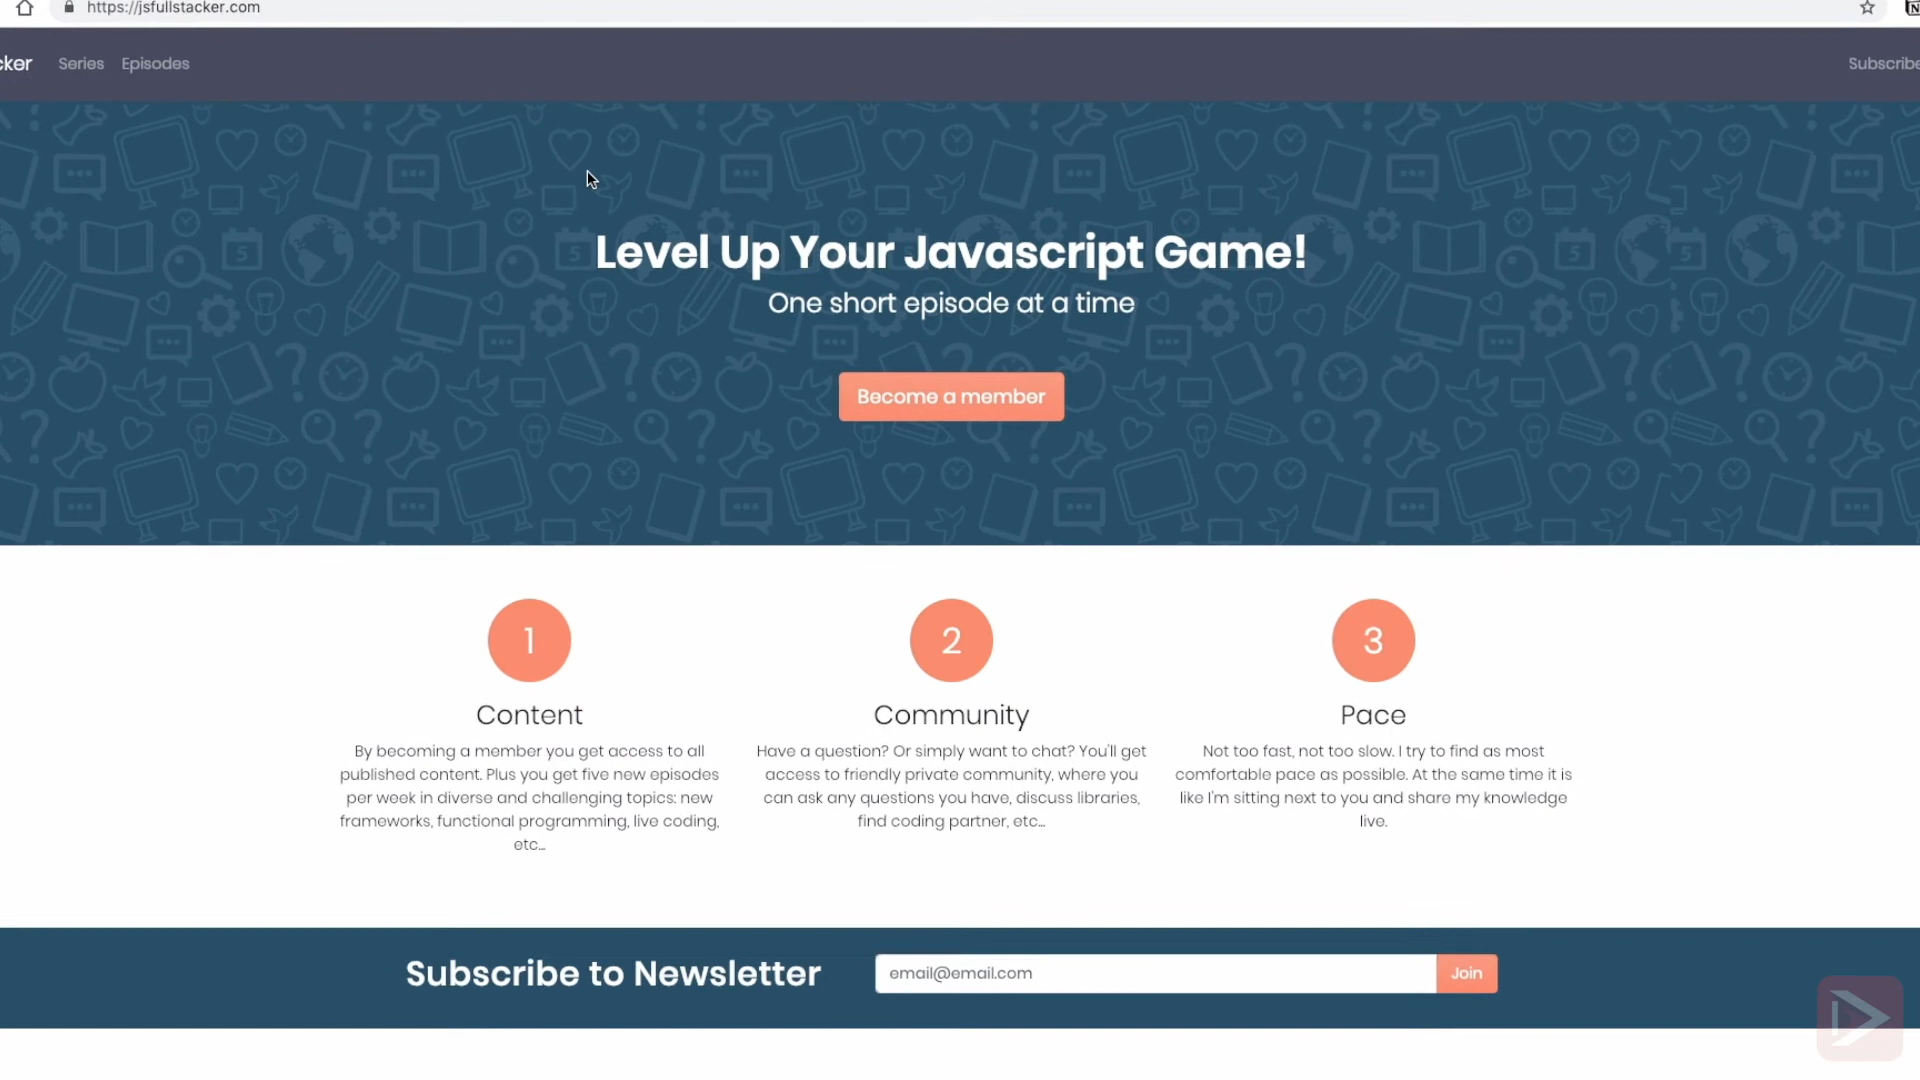 https://jsfullstacker.com
cker Series Episodes Subscribe
Level Up Your Javascript Game!
One short episode at a time
Become a member
1
Content
By becoming a member you get access to all
published content. Plus you get five new episodes
per week in diverse and challenging topics: new
frameworks, functional programming, live coding,
etc...
2
Community
Have a question? Or simply want to chat? You'll get
access to friendly private community, where you
can ask any questions you have, discuss libraries,
find coding partner, etc...
3
Pace
Not too fast, not too slow. I try to find as most
comfortable pace as possible. At the same time it is
like I'm sitting next to you and share my knowledge
live.
Subscribe to Newsletter
email@email.com
Join